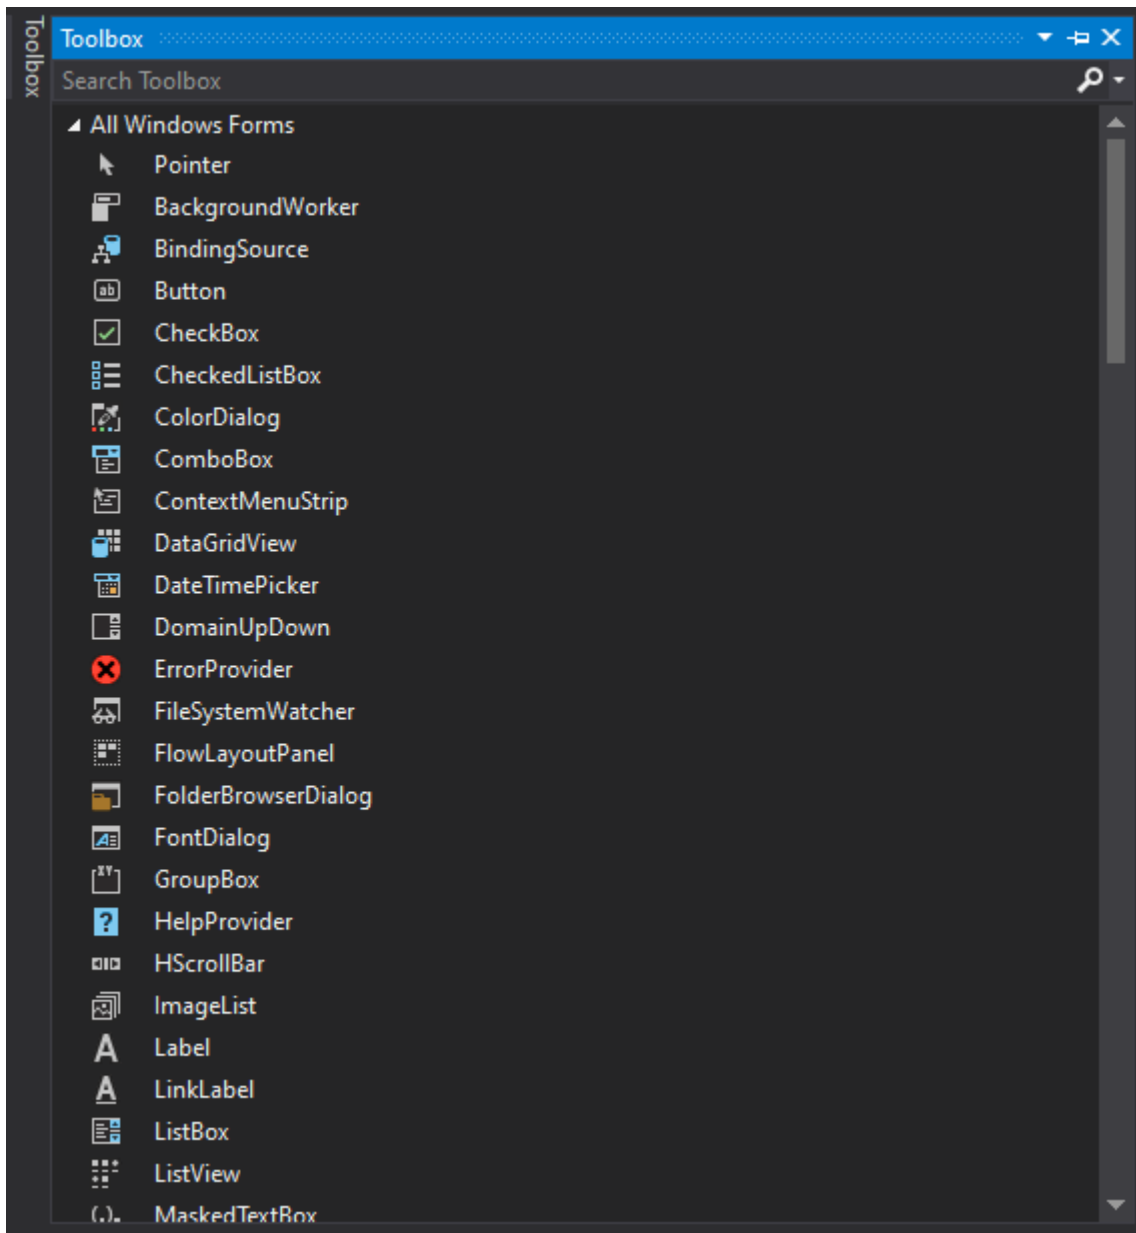 Toolbox
Toolbox
Search Toolbox
All Windows Forms
Pointer
BackgroundWorker
BindingSource
Button
CheckBox
CheckedListBox
ColorDialog
ComboBox
ContextMenuStrip
DataGridView
DateTimePicker
DomainUpDown
ErrorProvider
FileSystemWatcher
FlowLayoutPanel
FolderBrowserDialog
FontDialog
GroupBox
HelpProvider
HScrollBar
ImageList
Label
LinkLabel
ListBox
ListView
MaskedTextBox